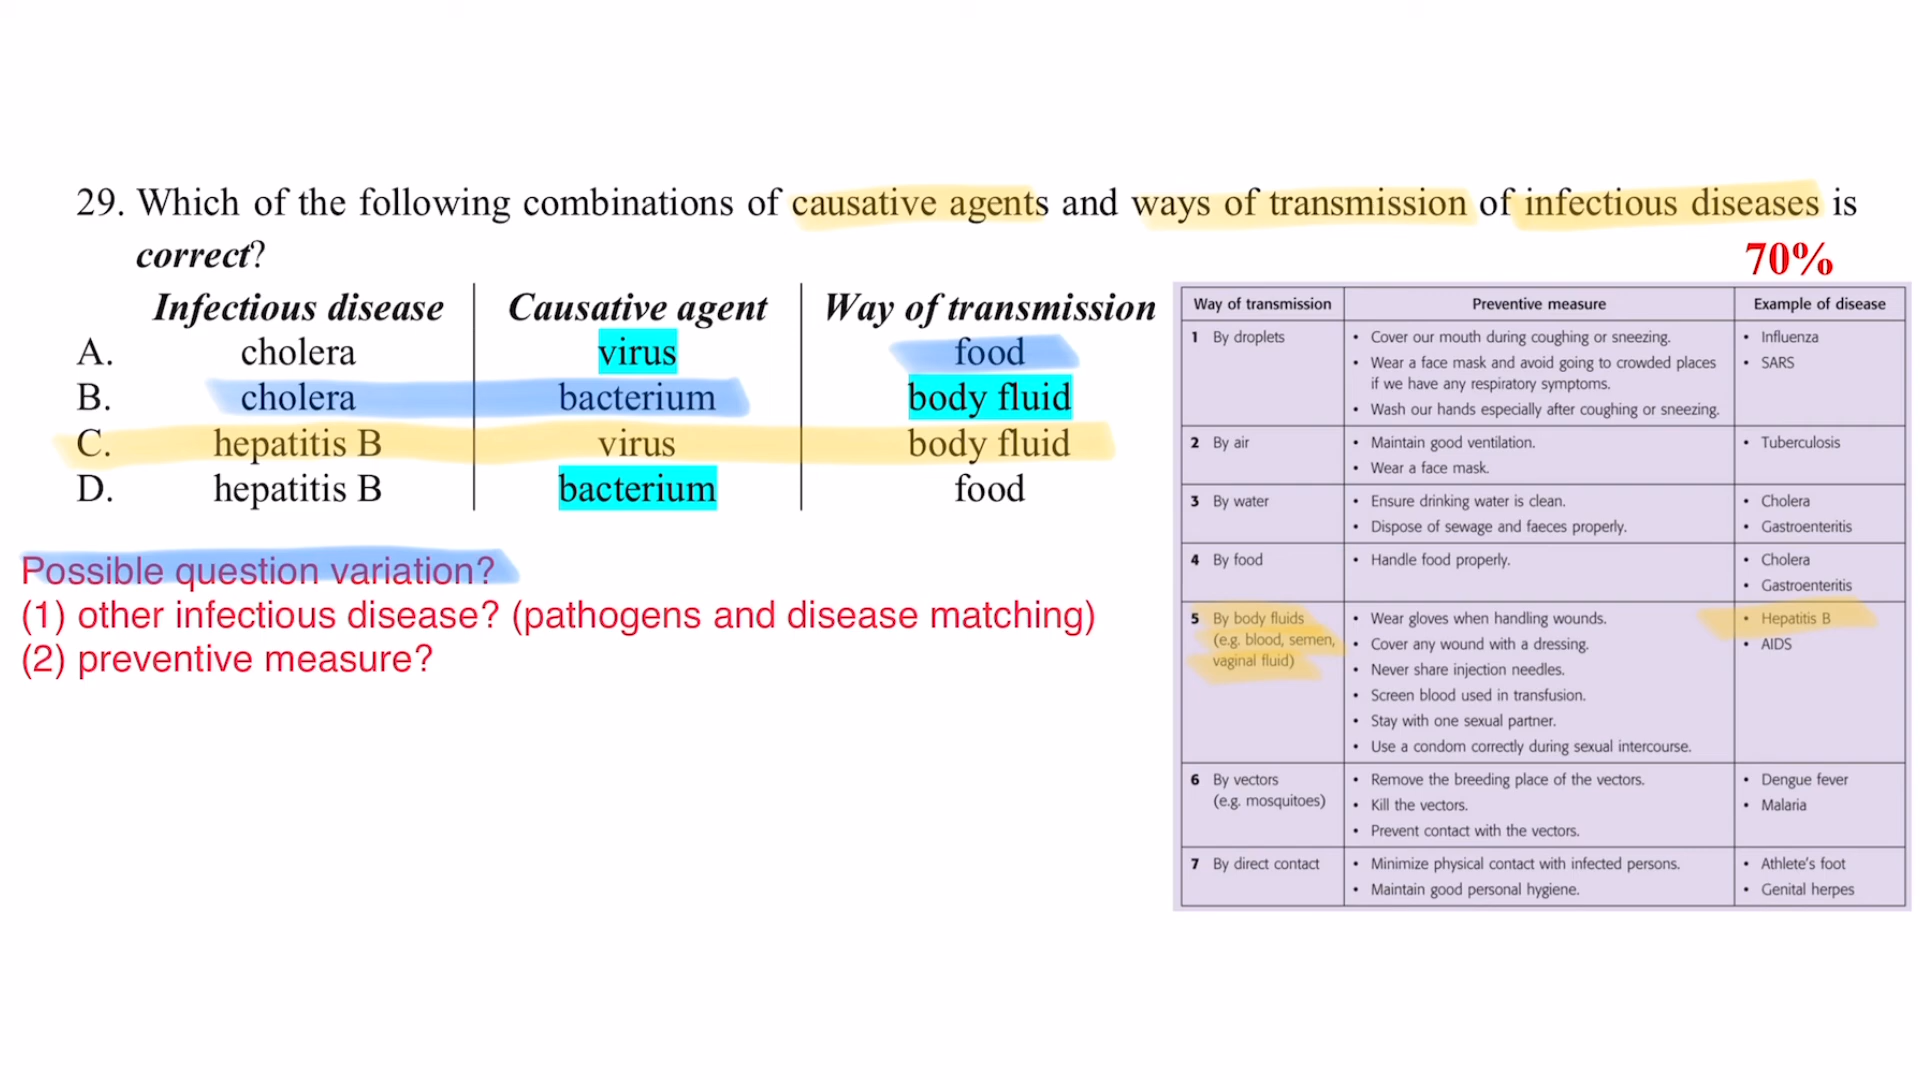 29. Which of the following combinations of causative agents and ways of transmission of infectious diseases is
correct?
70%
Infectious disease Causative agent Way of transmission
A. cholera virus food
B. cholera bacterium body fluid
C. hepatitis B virus body fluid
D. hepatitis B bacterium food
Possible question variation?
(1) other infectious disease? (pathogens and disease matching)
(2) preventive measure?
Way of transmission Preventive measure Example of disease
1 By droplets • Cover our mouth during coughing or sneezing. • Influenza
• Wear a face mask and avoid going to crowded places • SARS
if we have any respiratory symptoms.
• Wash our hands especially after coughing or sneezing.
2 By air • Maintain good ventilation. • Tuberculosis
• Wear a face mask.
3 By water • Ensure drinking water is clean. • Cholera
• Dispose of sewage and faeces properly. • Gastroenteritis
4 By food • Handle food properly. • Cholera
• Gastroenteritis
5 By body fluids • Wear gloves when handling wounds. • Hepatitis B
(e.g. blood, semen, • Cover any wound with a dressing. • AIDS
vaginal fluid) • Never share injection needles.
• Screen blood used in transfusion.
• Stay with one sexual partner.
• Use a condom correctly during sexual intercourse.
6 By vectors • Remove the breeding place of the vectors. • Dengue fever
(e.g. mosquitoes) • Kill the vectors. • Malaria
• Prevent contact with the vectors.
7 By direct contact • Minimize physical contact with infected persons. • Athlete's foot
• Maintain good personal hygiene. • Genital herpes